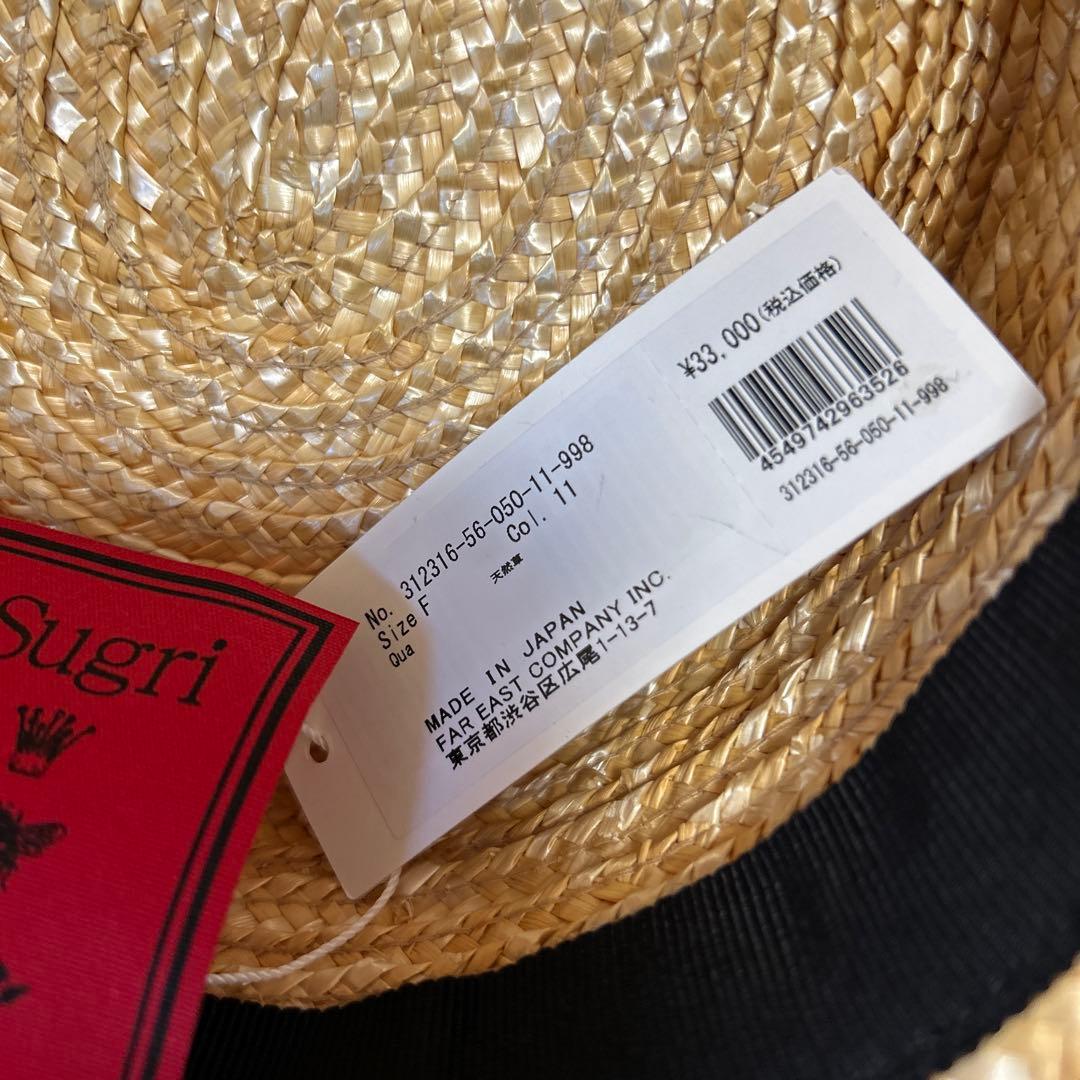 Sugri
No. 312316-56-050-11-998
Size F Col. 11
Qua 天然草
MADE IN JAPAN
FAR EAST COMPANY INC.
東京都渋谷区広尾1-13-7
¥33,000(税込価格)
4549742963526
312316-56-050-11-998